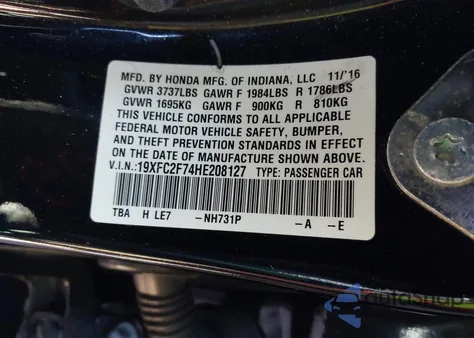 MFD. BY HONDA MFG. OF INDIANA, LLC 11/'16
GVWR 3737LBS GAWR F 1984LBS R 1786LBS
GVWR 1695KG GAWR F 900KG R 810KG
THIS VEHICLE CONFORMS TO ALL APPLICABLE
FEDERAL MOTOR VEHICLE SAFETY, BUMPER,
AND THEFT PREVENTION STANDARDS IN EFFECT
ON THE DATE OF MANUFACTURE SHOWN ABOVE.
V.I.N.:19XFC2F74HE208127 TYPE: PASSENGER CAR
TBA H LE7 -NH731P -A -E
autoshop